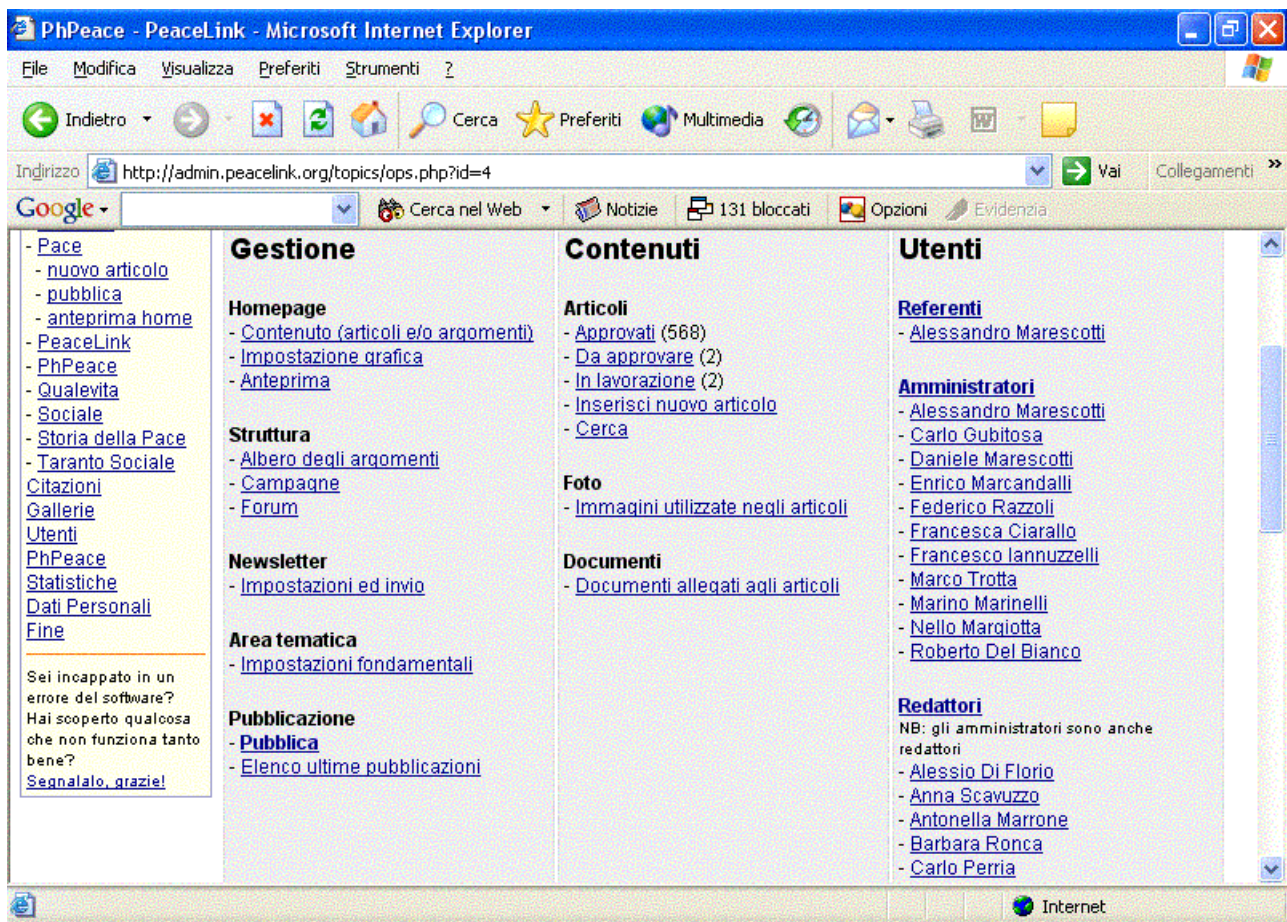 PhPeace - PeaceLink - Microsoft Internet Explorer
File Modifica Visualizza Preferiti Strumenti ?
Indietro Cerca Preferiti Multimedia
Indirizzo http://admin.peacelink.org/topics/ops.php?id=4 Vai Collegamenti »
Google Cerca nel Web Notizie 131 bloccati Opzioni Evidenzia
- Pace
- nuovo articolo
- pubblica
- anteprima home
- PeaceLink
- PhPeace
- Qualevita
- Sociale
- Storia della Pace
- Taranto Sociale
Citazioni
Gallerie
Utenti
PhPeace
Statistiche
Dati Personali
Fine
Sei incappato in un
errore del software?
Hai scoperto qualcosa
che non funziona tanto
bene?
Segnalalo, grazie!
Gestione
Homepage
- Contenuto (articoli e/o argomenti)
- Impostazione grafica
- Anteprima
Struttura
- Albero degli argomenti
- Campagne
- Forum
Newsletter
- Impostazioni ed invio
Area tematica
- Impostazioni fondamentali
Pubblicazione
- Pubblica
- Elenco ultime pubblicazioni
Contenuti
Articoli
- Approvati (568)
- Da approvare (2)
- In lavorazione (2)
- Inserisci nuovo articolo
- Cerca
Foto
- Immagini utilizzate negli articoli
Documenti
- Documenti allegati agli articoli
Utenti
Referenti
- Alessandro Marescotti
Amministratori
- Alessandro Marescotti
- Carlo Gubitosa
- Daniele Marescotti
- Enrico Marcandalli
- Federico Razzoli
- Francesca Ciarallo
- Francesco Iannuzzelli
- Marco Trotta
- Marino Marinelli
- Nello Margiotta
- Roberto Del Bianco
Redattori
NB: gli amministratori sono anche
redattori
- Alessio Di Florio
- Anna Scavuzzo
- Antonella Marrone
- Barbara Ronca
- Carlo Perria
Internet